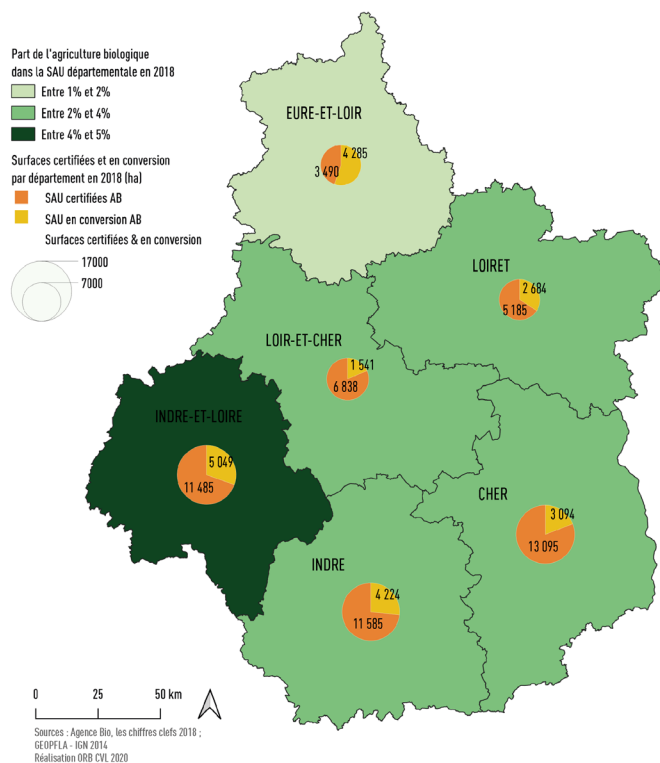 Part de l'agriculture biologique
dans la SAU départementale en 2018
Entre 1% et 2%
Entre 2% et 4%
Entre 4% et 5%
Surfaces certifiées et en conversion
par département en 2018 (ha)
SAU certifiées AB
SAU en conversion AB
Surfaces certifiées & en conversion
17000
7000
EURE-ET-LOIR
4 285
3 490
LOIRET
2 684
5 185
LOIR-ET-CHER
1 541
6 838
INDRE-ET-LOIRE
5 049
11 485
CHER
3 094
13 095
INDRE
4 224
11 585
0 25 50 km
Sources : Agence Bio, les chiffres clefs 2018 ;
GEOPFLA - IGN 2014
Réalisation ORB CVL 2020